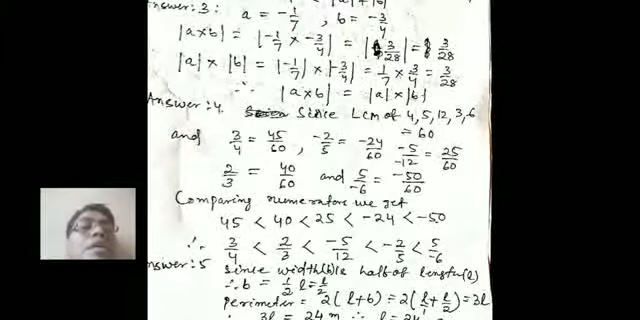 Answer: 3 a = -1/7 , b = -3/4
|a×b| = |-1/7 × -3/4| = |3/28| = 3/28
|a| × |b| = |-1/7| × |-3/4| = 1/7 × 3/4 = 3/28
∴ |a×b| = |a|×|b|
Answer: 4. Since LCM of 4, 5, 12, 3, 6 = 60
and 3/4 = 45/60 , -2/5 = -24/60 -5/-12 = 25/60
2/3 = 40/60 and 5/-6 = -50/60
Comparing numerators we get
45 < 40 < 25 < -24 < -50
∴ 3/4 < 2/3 < -5/12 < -2/5 < 5/-6
Answer: 5 Since width(b) is half of length(l)
∴ b = 1/2 l = l/2
perimeter = 2(l+b) = 2(l + l/2) = 3l
∴ 3l = 24 m ∴ l = 24